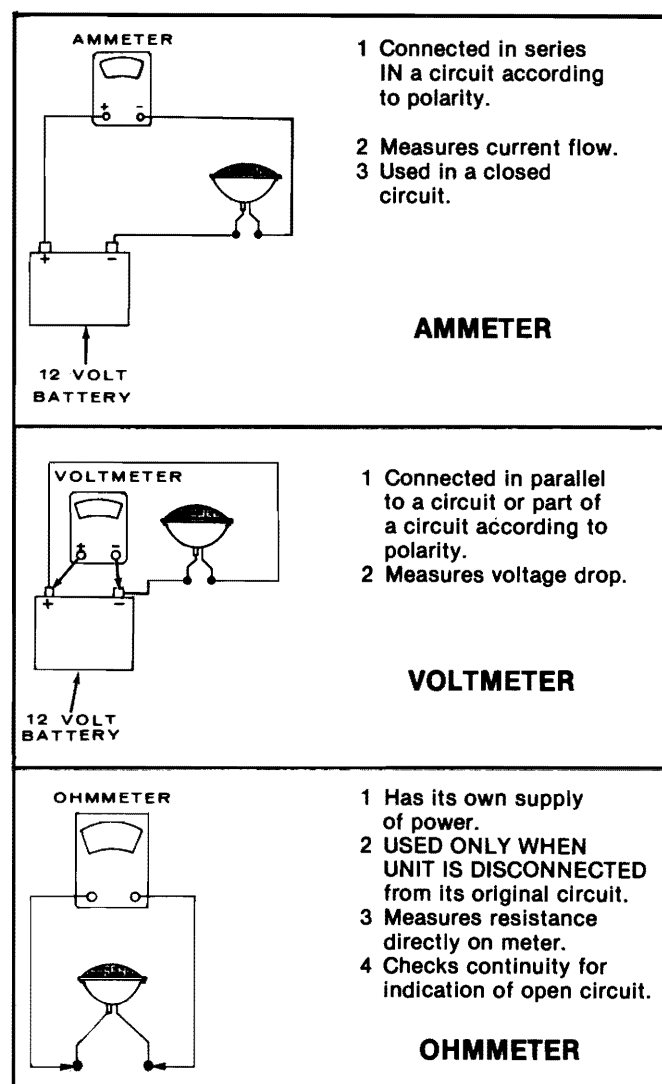 AMMETER
+ −
+ −
12 VOLT
BATTERY
1 Connected in series
IN a circuit according
to polarity.
2 Measures current flow.
3 Used in a closed
circuit.
AMMETER
VOLTMETER
+ −
+ −
12 VOLT
BATTERY
1 Connected in parallel
to a circuit or part of
a circuit according to
polarity.
2 Measures voltage drop.
VOLTMETER
OHMMETER
1 Has its own supply
of power.
2 USED ONLY WHEN
UNIT IS DISCONNECTED
from its original circuit.
3 Measures resistance
directly on meter.
4 Checks continuity for
indication of open circuit.
OHMMETER